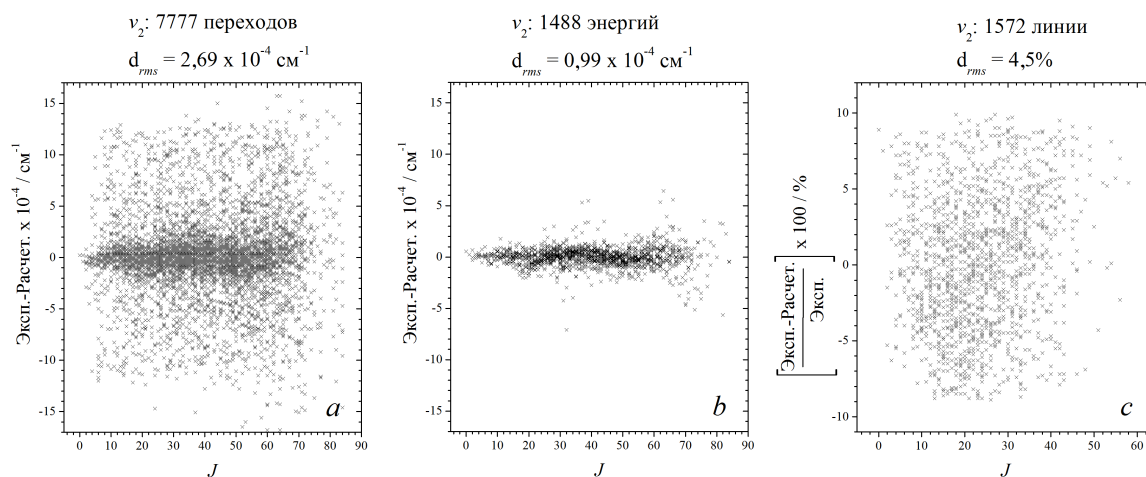 ν2: 7777 переходов
drms = 2,69 x 10-4 см-1
Эксп.-Расчет. x 10-4 / см-1
15
10
5
0
-5
-10
-15
0 10 20 30 40 50 60 70 80 90
J
a
ν2: 1488 энергий
drms = 0,99 x 10-4 см-1
Эксп.-Расчет. x 10-4 / см-1
15
10
5
0
-5
-10
-15
0 10 20 30 40 50 60 70 80 90
J
b
ν2: 1572 линии
drms = 4,5%
[Эксп.-Расчет. / Эксп.] x 100 / %
10
5
0
-5
-10
0 10 20 30 40 50 60
J
c